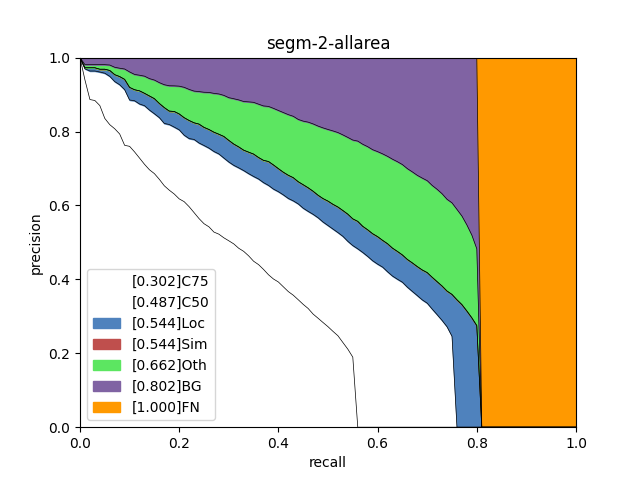 segm-2-allarea
1.0
0.8
0.6
0.4
0.2
0.0
precision
[0.302]C75
[0.487]C50
[0.544]Loc
[0.544]Sim
[0.662]Oth
[0.802]BG
[1.000]FN
0.0 0.2 0.4 0.6 0.8 1.0
recall